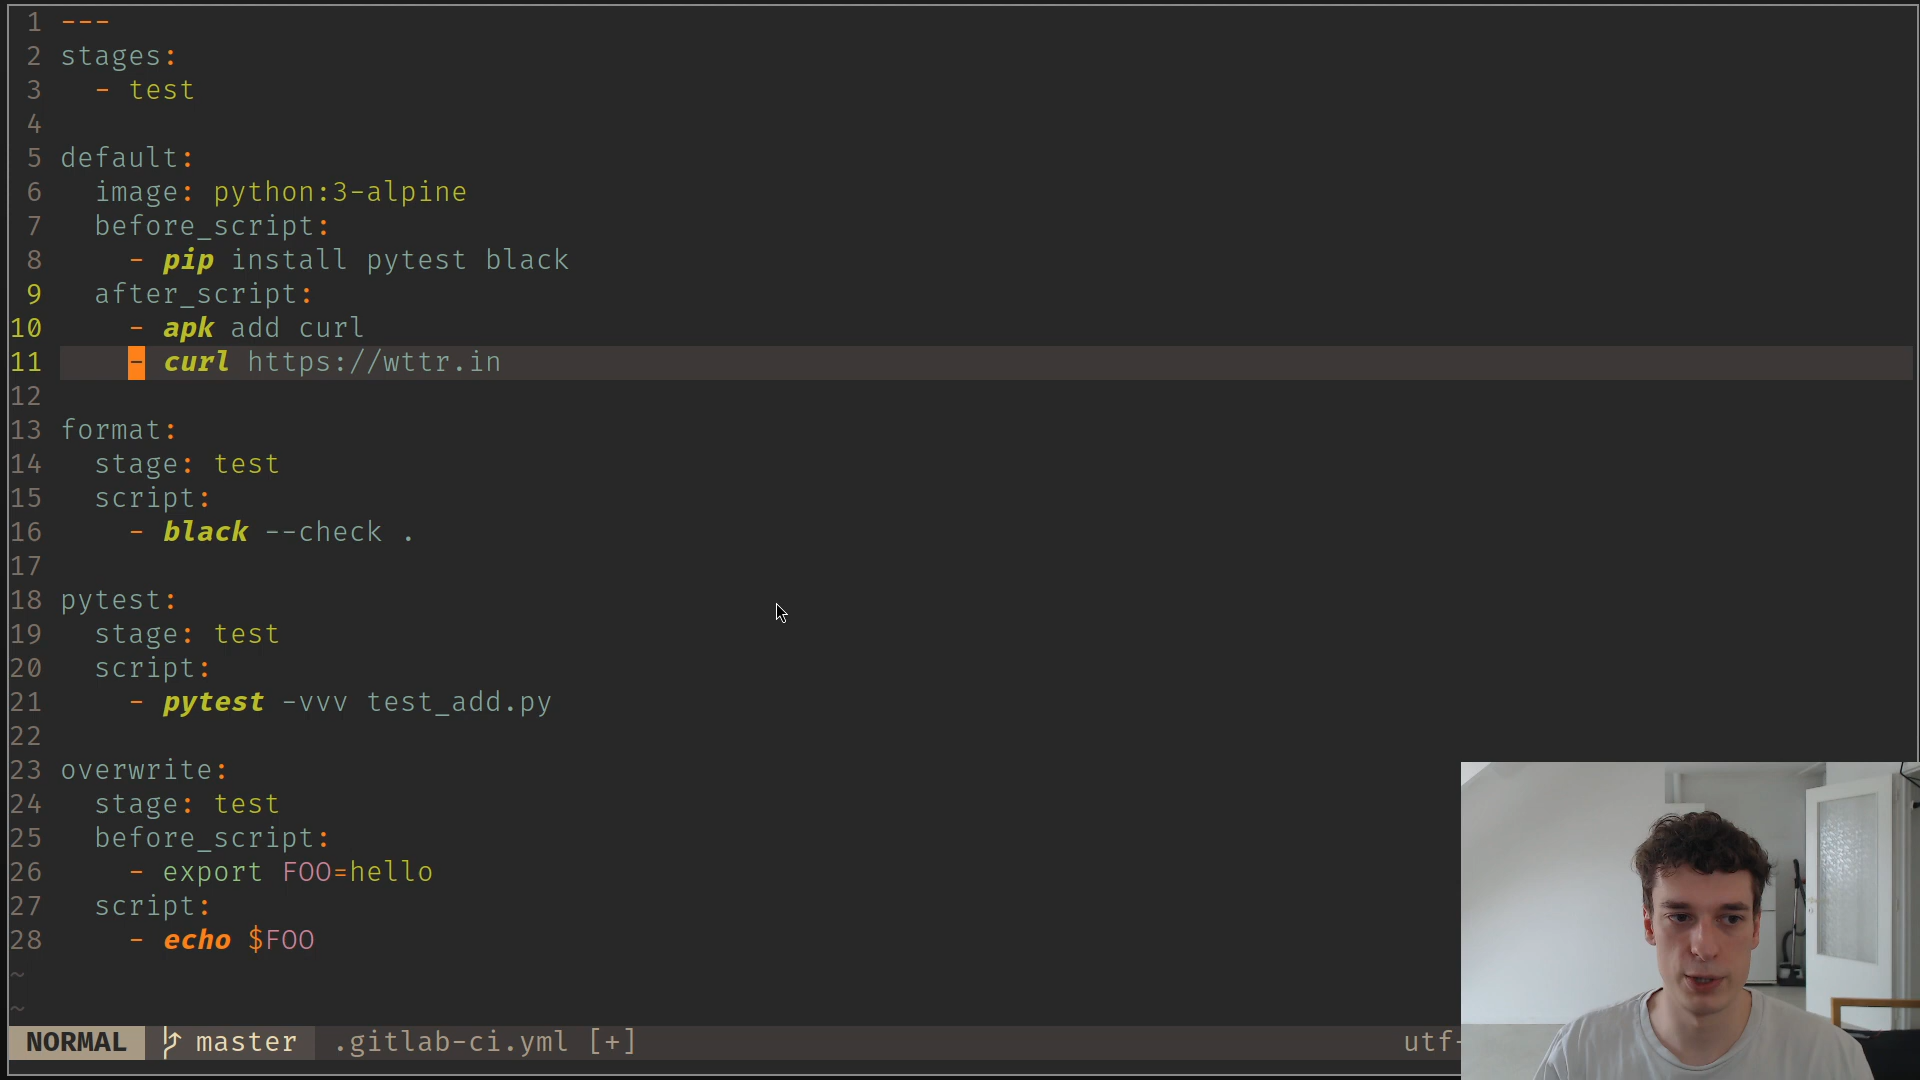 1 ---
2 stages:
3   - test
4
5 default:
6   image: python:3-alpine
7   before_script:
8     - pip install pytest black
9   after_script:
10     - apk add curl
11     - curl https://wttr.in
12
13 format:
14   stage: test
15   script:
16     - black --check .
17
18 pytest:
19   stage: test
20   script:
21     - pytest -vvv test_add.py
22
23 overwrite:
24   stage: test
25   before_script:
26     - export FOO=hello
27   script:
28     - echo $FOO
~
~
NORMAL master .gitlab-ci.yml [+] utf-